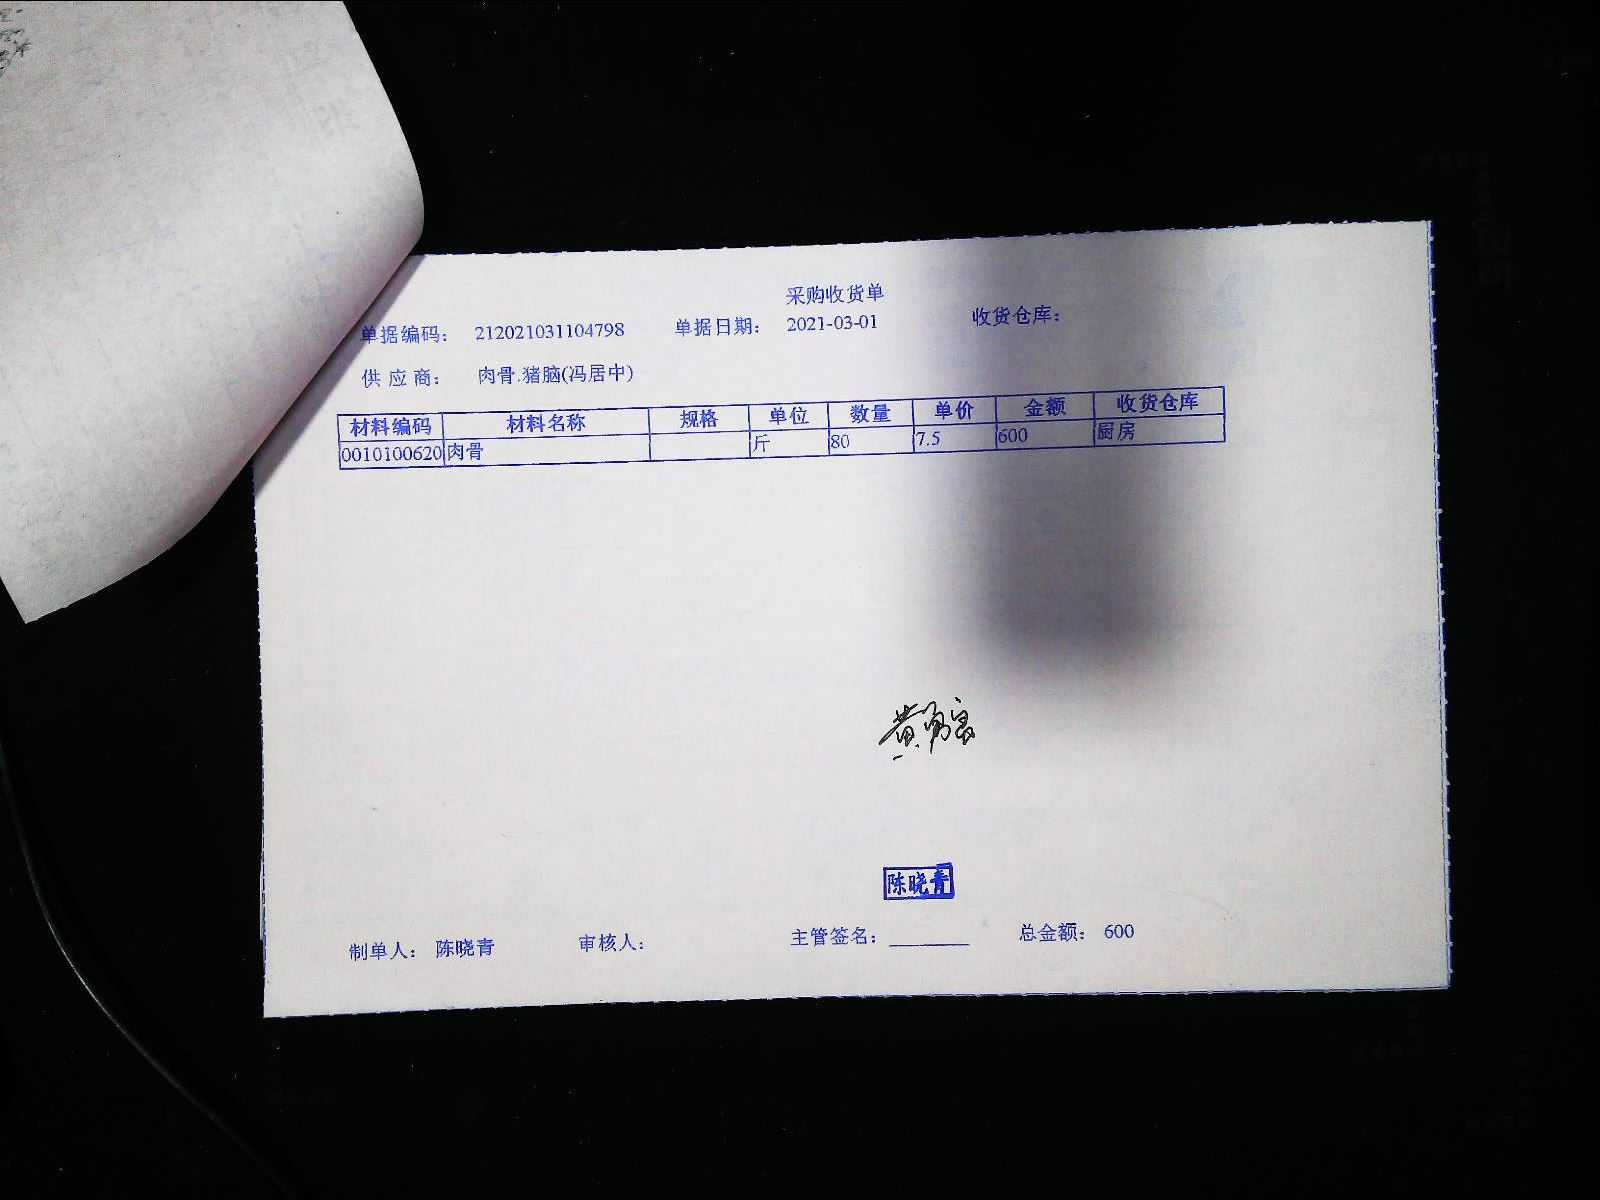 采购收货单
单据编码： 212021031104798 单据日期： 2021-03-01 收货仓库：
供 应 商： 肉骨.猪脑(冯居中)
材料编码 材料名称 规格 单位 数量 单价 金额 收货仓库
0010100620 肉骨 斤 80 7.5 600 厨房
陈晓青
制单人： 陈晓青 审核人： 主管签名： ________ 总金额： 600